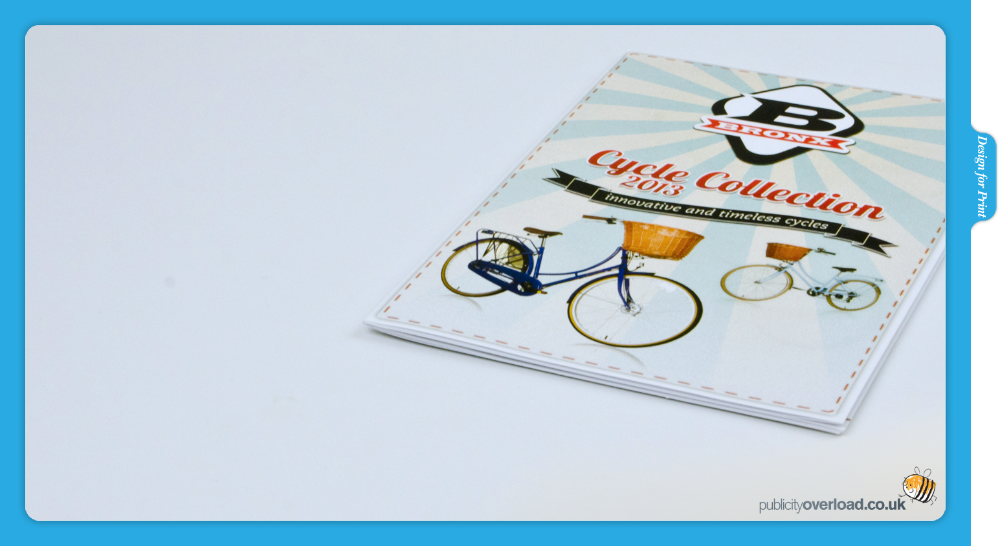 B
BRONX
Cycle Collection
2013
innovative and timeless cycles
Design for Print
publicityoverload.co.uk